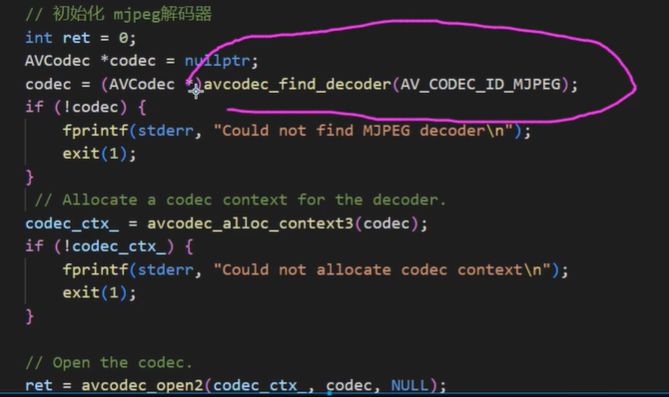 // 初始化 mjpeg解码器
int ret = 0;
AVCodec *codec = nullptr;
codec = (AVCodec *)avcodec_find_decoder(AV_CODEC_ID_MJPEG);
if (!codec) {
fprintf(stderr, "Could not find MJPEG decoder\n");
exit(1);
}
// Allocate a codec context for the decoder.
codec_ctx_ = avcodec_alloc_context3(codec);
if (!codec_ctx_) {
fprintf(stderr, "Could not allocate codec context\n");
exit(1);
}
// Open the codec.
ret = avcodec_open2(codec_ctx_, codec, NULL);